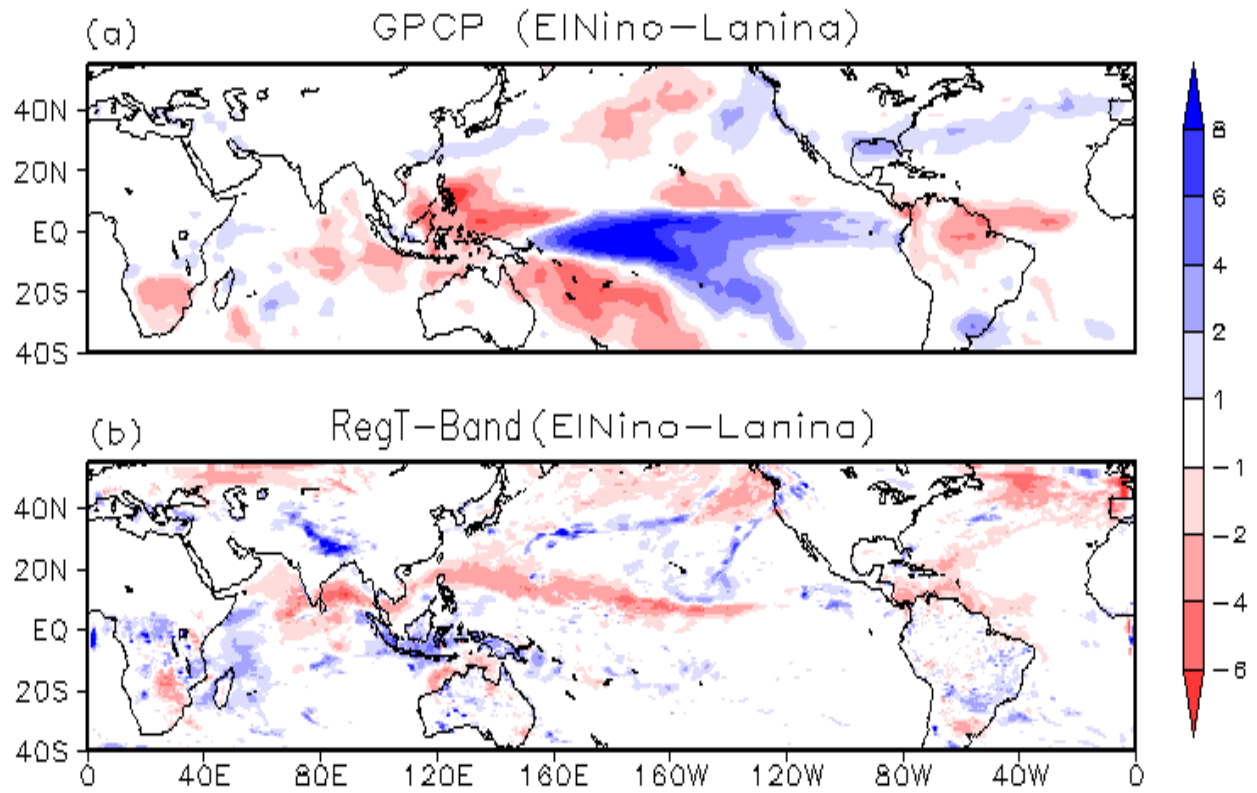 (a) GPCP (ElNino-Lanina)
40N
20N
EQ
20S
40S
(b) RegT-Band(ElNino-Lanina)
40N
20N
EQ
20S
40S
0 40E 80E 120E 160E 160W 120W 80W 40W 0
8
6
4
2
1
-1
-2
-4
-6